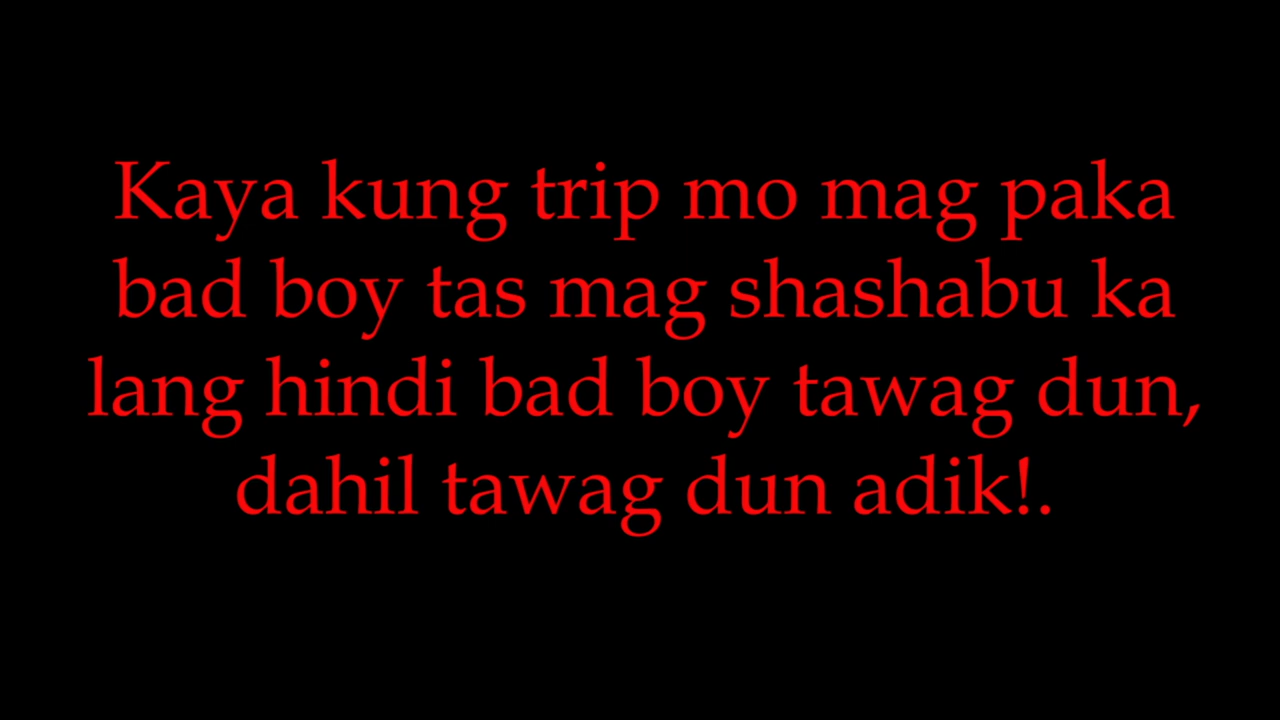 Kaya kung trip mo mag paka
bad boy tas mag shashabu ka
lang hindi bad boy tawag dun,
dahil tawag dun adik!.